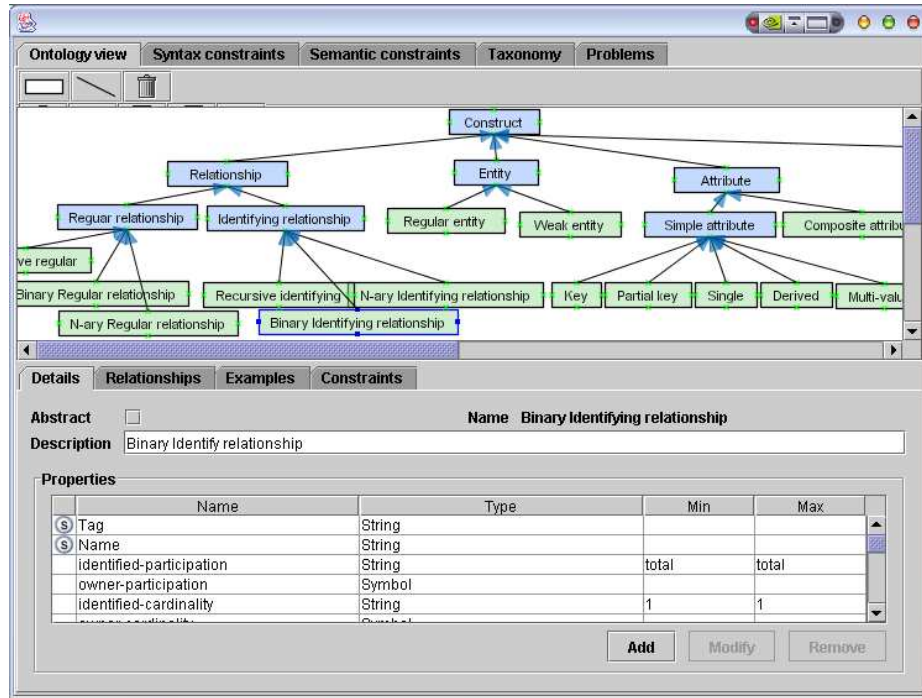 Ontology view Syntax constraints Semantic constraints Taxonomy Problems
Construct
Relationship Entity Attribute
Reguar relationship Identifying relationship Regular entity Weak entity Simple attribute Composite attribu
ve regular
Binary Regular relationship Recursive identifying N-ary Identifying relationship Key Partial key Single Derived Multi-valu
N-ary Regular relationship Binary Identifying relationship
Details Relationships Examples Constraints
Abstract Name Binary Identifying relationship
Description Binary Identify relationship
Properties
Name Type Min Max
S Tag String
S Name String
identified-participation String total total
owner-participation Symbol
identified-cardinality String 1 1
Add Modify Remove